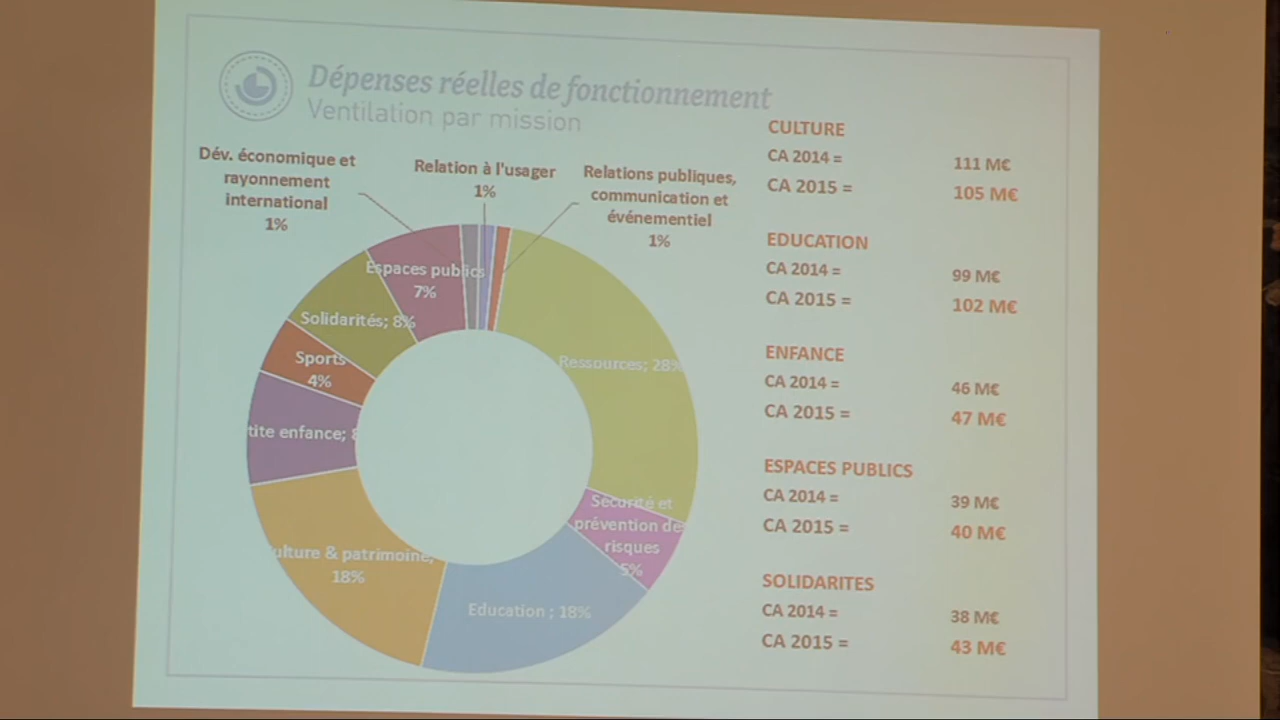 Dépenses réelles de fonctionnement
Ventilation par mission
Dév. économique et
rayonnement
international
1%
Relation à l'usager
1%
Relations publiques,
communication et
événementiel
1%
Espaces publics
7%
Solidarités; 8%
Sports
4%
tite enfance;
ulture & patrimoine;
18%
Education ; 18%
Sécurité et
prévention de
risques
5%
Ressources; 28%
CULTURE
CA 2014 = 111 M€
CA 2015 = 105 M€
EDUCATION
CA 2014 = 99 M€
CA 2015 = 102 M€
ENFANCE
CA 2014 = 46 M€
CA 2015 = 47 M€
ESPACES PUBLICS
CA 2014 = 39 M€
CA 2015 = 40 M€
SOLIDARITES
CA 2014 = 38 M€
CA 2015 = 43 M€